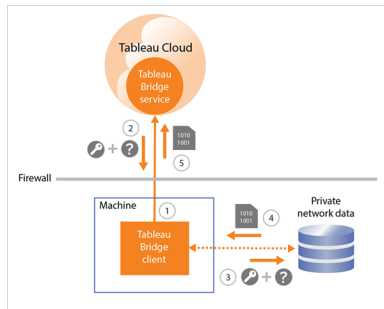 Tableau Cloud
Tableau
Bridge
service
2
1010
1001
+ ?
5
Firewall
Machine
1
Private
network data
1010
1001
4
Tableau
Bridge
client
3
+ ?